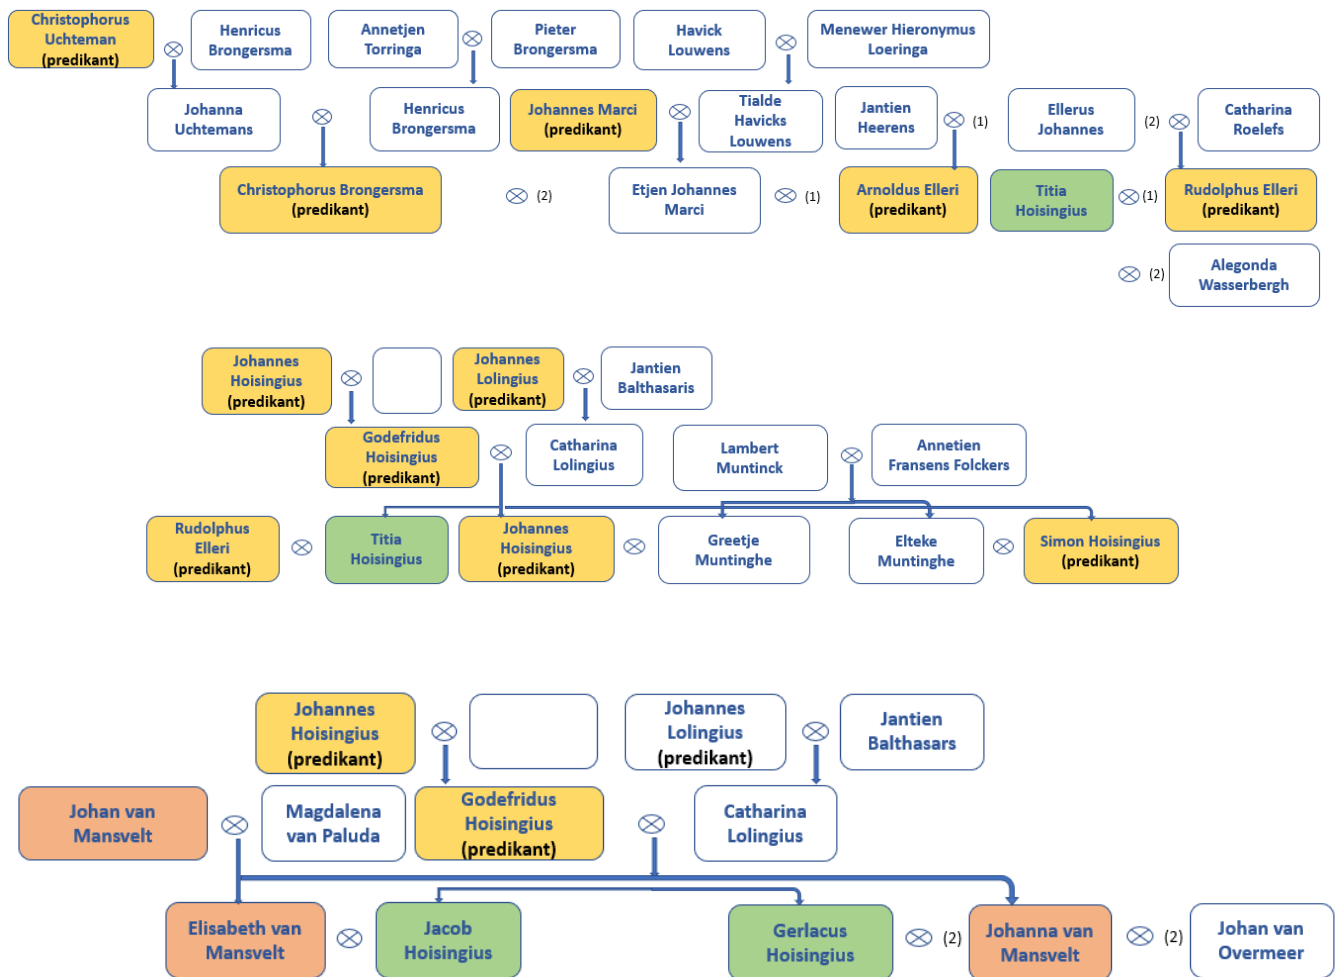 Christophorus
Uchteman
(predikant)
Henricus
Brongersma
Annetjen
Torringa
Pieter
Brongersma
Havick
Louwens
Menewer Hieronymus
Loeringa
Johanna
Uchtemans
Henricus
Brongersma
Johannes Marci
(predikant)
Tialde
Havicks
Louwens
Jantien
Heerens
(1)
Ellerus
Johannes
(2)
Catharina
Roelefs
Christophorus Brongersma
(predikant)
(2)
Etjen Johannes
Marci
(1)
Arnoldus Elleri
(predikant)
Titia
Hoisingius
(1)
Rudolphus Elleri
(predikant)
(2)
Alegonda
Wasserbergh
Johannes
Hoisingius
(predikant)
Johannes
Lolingius
(predikant)
Jantien
Balthasaris
Godefridus
Hoisingius
(predikant)
Catharina
Lolingius
Lambert
Muntinck
Annetien
Fransens Folckers
Rudolphus
Elleri
(predikant)
Titia
Hoisingius
Johannes
Hoisingius
(predikant)
Greetje
Muntinghe
Elteke
Muntinghe
Simon Hoisingius
(predikant)
Johannes
Hoisingius
(predikant)
Johannes
Lolingius
(predikant)
Jantien
Balthasars
Johan van
Mansvelt
Magdalena
van Paluda
Godefridus
Hoisingius
(predikant)
Catharina
Lolingius
Elisabeth van
Mansvelt
Jacob
Hoisingius
Gerlacus
Hoisingius
(2)
Johanna van
Mansvelt
(2)
Johan van
Overmeer